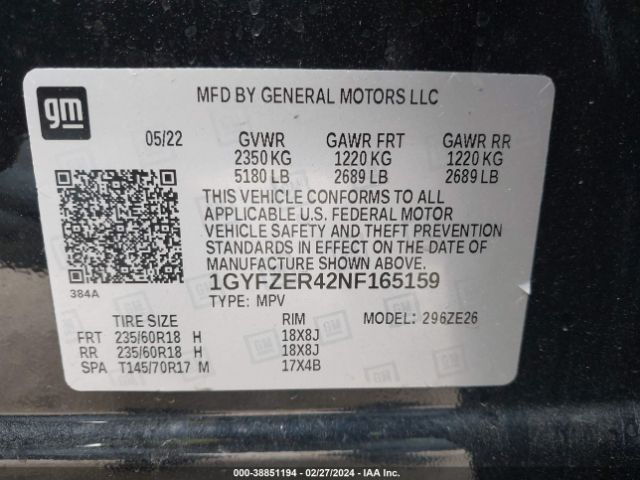 gm
MFD BY GENERAL MOTORS LLC
05/22 GVWR GAWR FRT GAWR RR
2350 KG 1220 KG 1220 KG
5180 LB 2689 LB 2689 LB
THIS VEHICLE CONFORMS TO ALL
APPLICABLE U.S. FEDERAL MOTOR
VEHICLE SAFETY AND THEFT PREVENTION
STANDARDS IN EFFECT ON THE DATE OF
MANUFACTURE SHOWN ABOVE.
384A
1GYFZER42NF165159
TYPE: MPV
TIRE SIZE RIM MODEL: 296ZE26
FRT 235/60R18 H 18X8J
RR 235/60R18 H 18X8J
SPA T145/70R17 M 17X4B
000-38851194 - 02/27/2024 - IAA Inc.